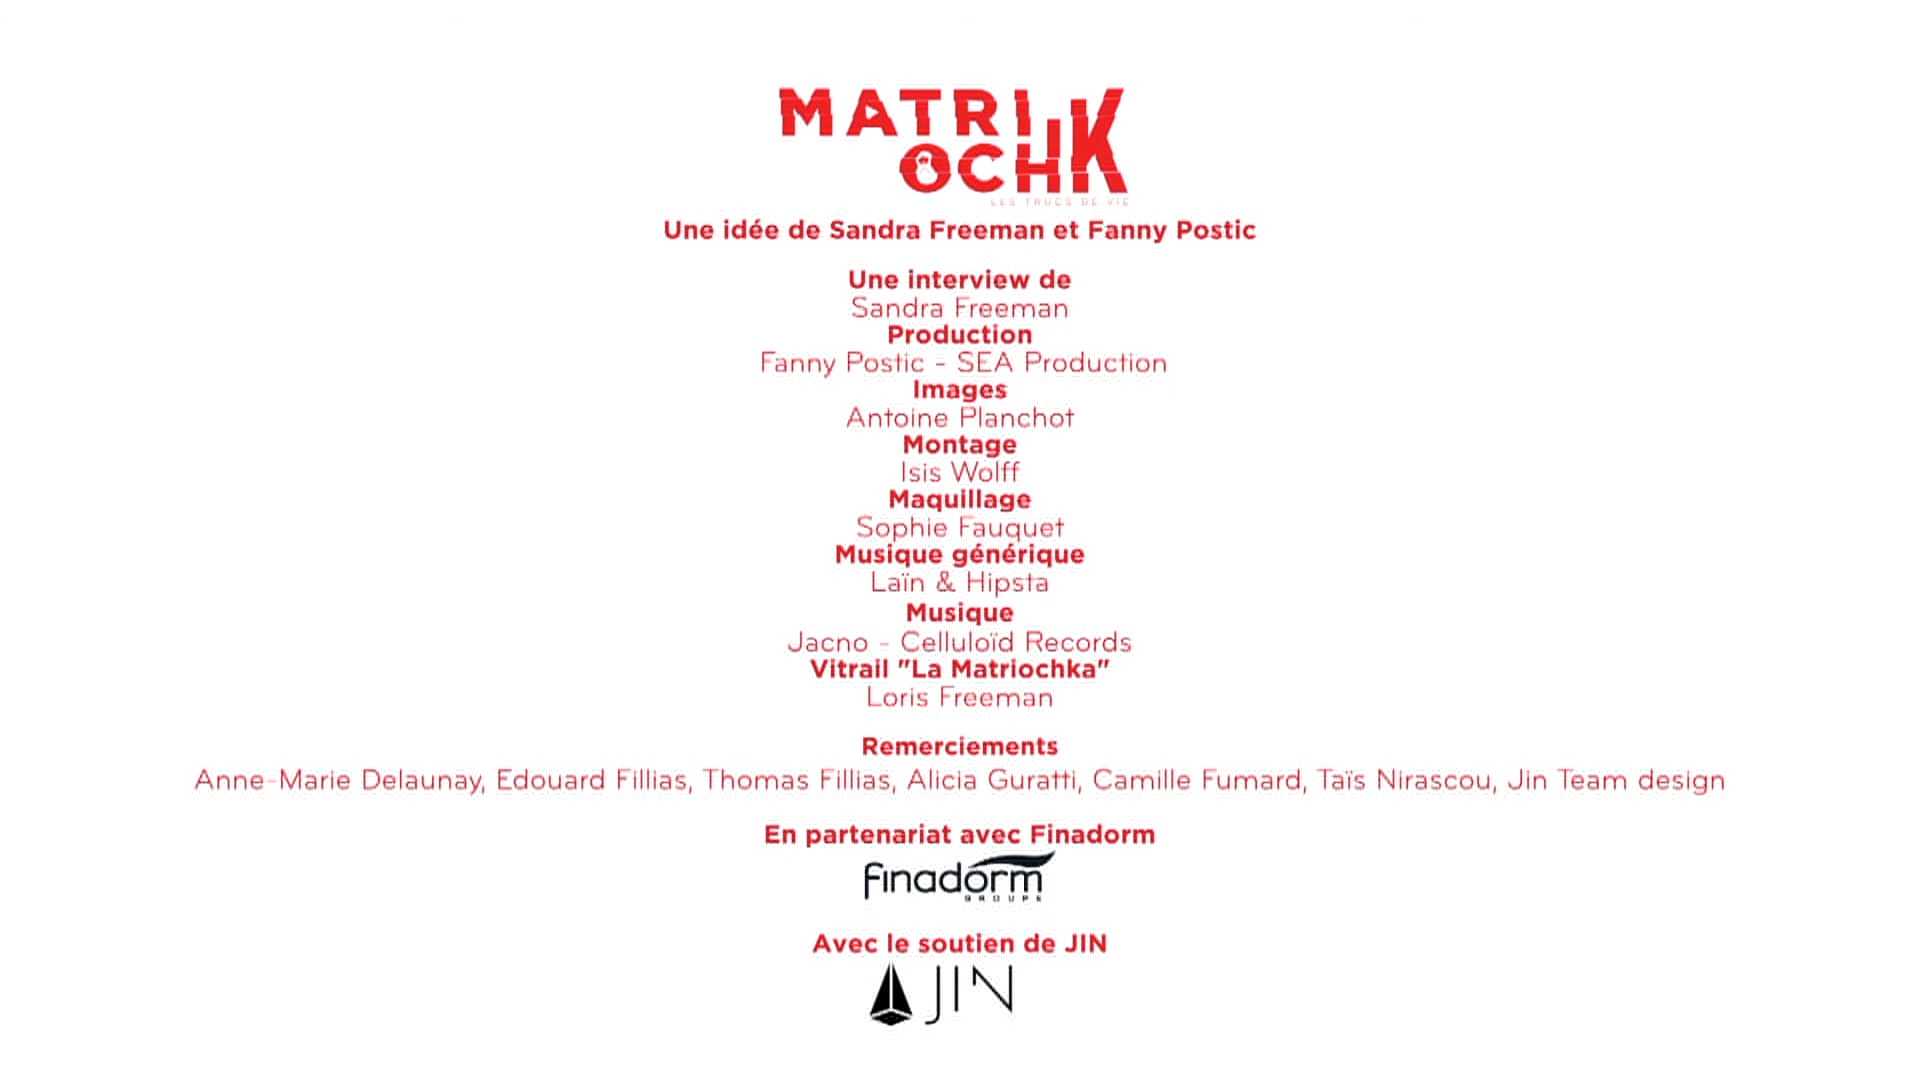 MATRI
OCHK
LES TRUCS DE VIE
Une idée de Sandra Freeman et Fanny Postic
Une interview de
Sandra Freeman
Production
Fanny Postic - SEA Production
Images
Antoine Planchot
Montage
Isis Wolff
Maquillage
Sophie Fauquet
Musique générique
Laïn & Hipsta
Musique
Jacno - Celluloïd Records
Vitrail "La Matriochka"
Loris Freeman
Remerciements
Anne-Marie Delaunay, Edouard Fillias, Thomas Fillias, Alicia Guratti, Camille Fumard, Taïs Nirascou, Jin Team design
En partenariat avec Finadorm
finadorm
GROUPE
Avec le soutien de JIN
JIN